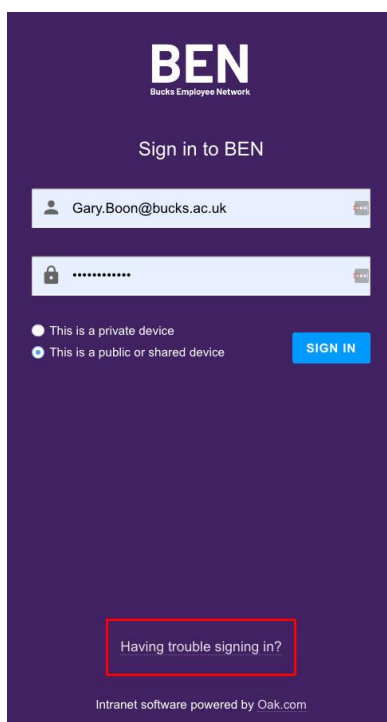 BEN
Bucks Employee Network
Sign in to BEN
Gary.Boon@bucks.ac.uk
••••••••••••
This is a private device
This is a public or shared device
SIGN IN
Having trouble signing in?
Intranet software powered by Oak.com